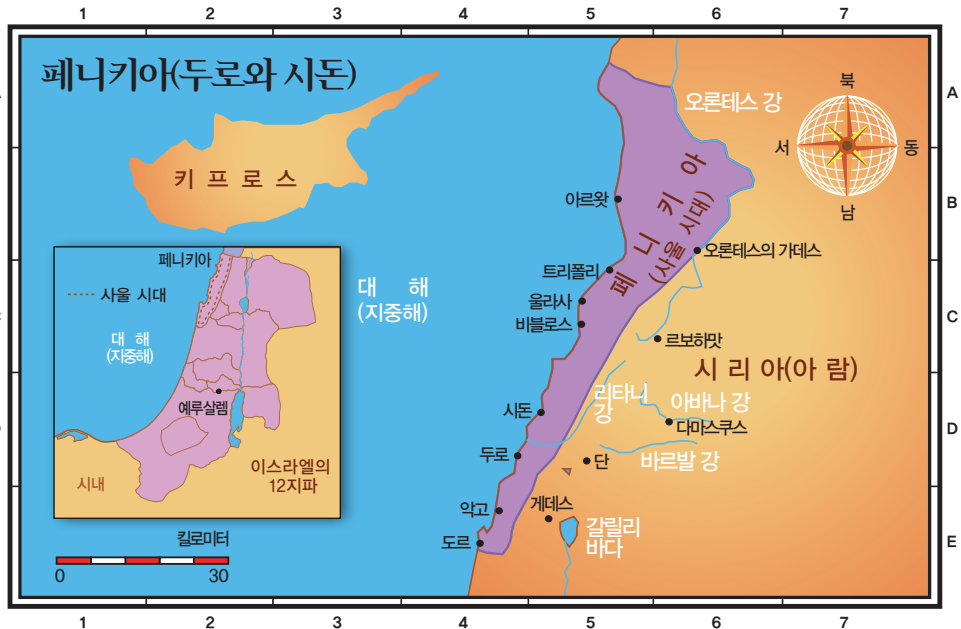 1 2 3 4 5 6 7
페니키아(두로와 시돈)
오론테스 강
A
북
서
동
남
키 프 로 스
아르왓
B
페 니 키 아
(사울 시대)
오론테스의 가데스
페니키아
사울 시대
대 해
(지중해)
트리폴리
울라사
비블로스
대 해
(지중해)
르보하맛
C
시 리 아(아 람)
예루살렘
시돈
리타니
강
아바나 강
다마스쿠스
D
두로
단
바르발 강
이스라엘의
12지파
시내
악고
게데스
갈릴리
바다
도르
E
킬로미터
0 30
1 2 3 4 5 6 7